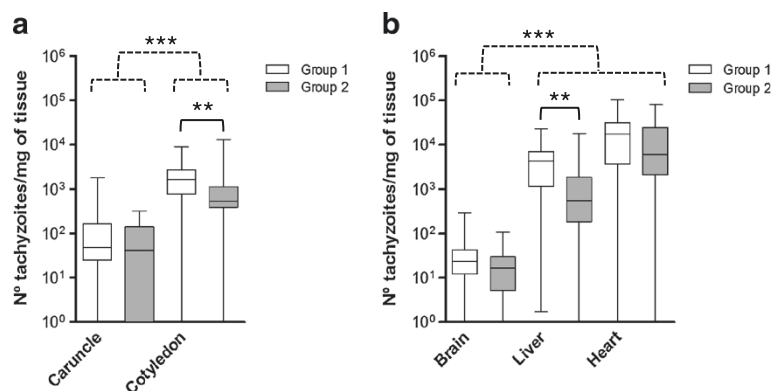 a
Nº tachyzoites/mg of tissue
10⁶
10⁵
10⁴
10³
10²
10¹
10⁰
***
**
Group 1
Group 2
Caruncle
Cotyledon
b
Nº tachyzoites/mg of tissue
10⁶
10⁵
10⁴
10³
10²
10¹
10⁰
***
**
Group 1
Group 2
Brain
Liver
Heart